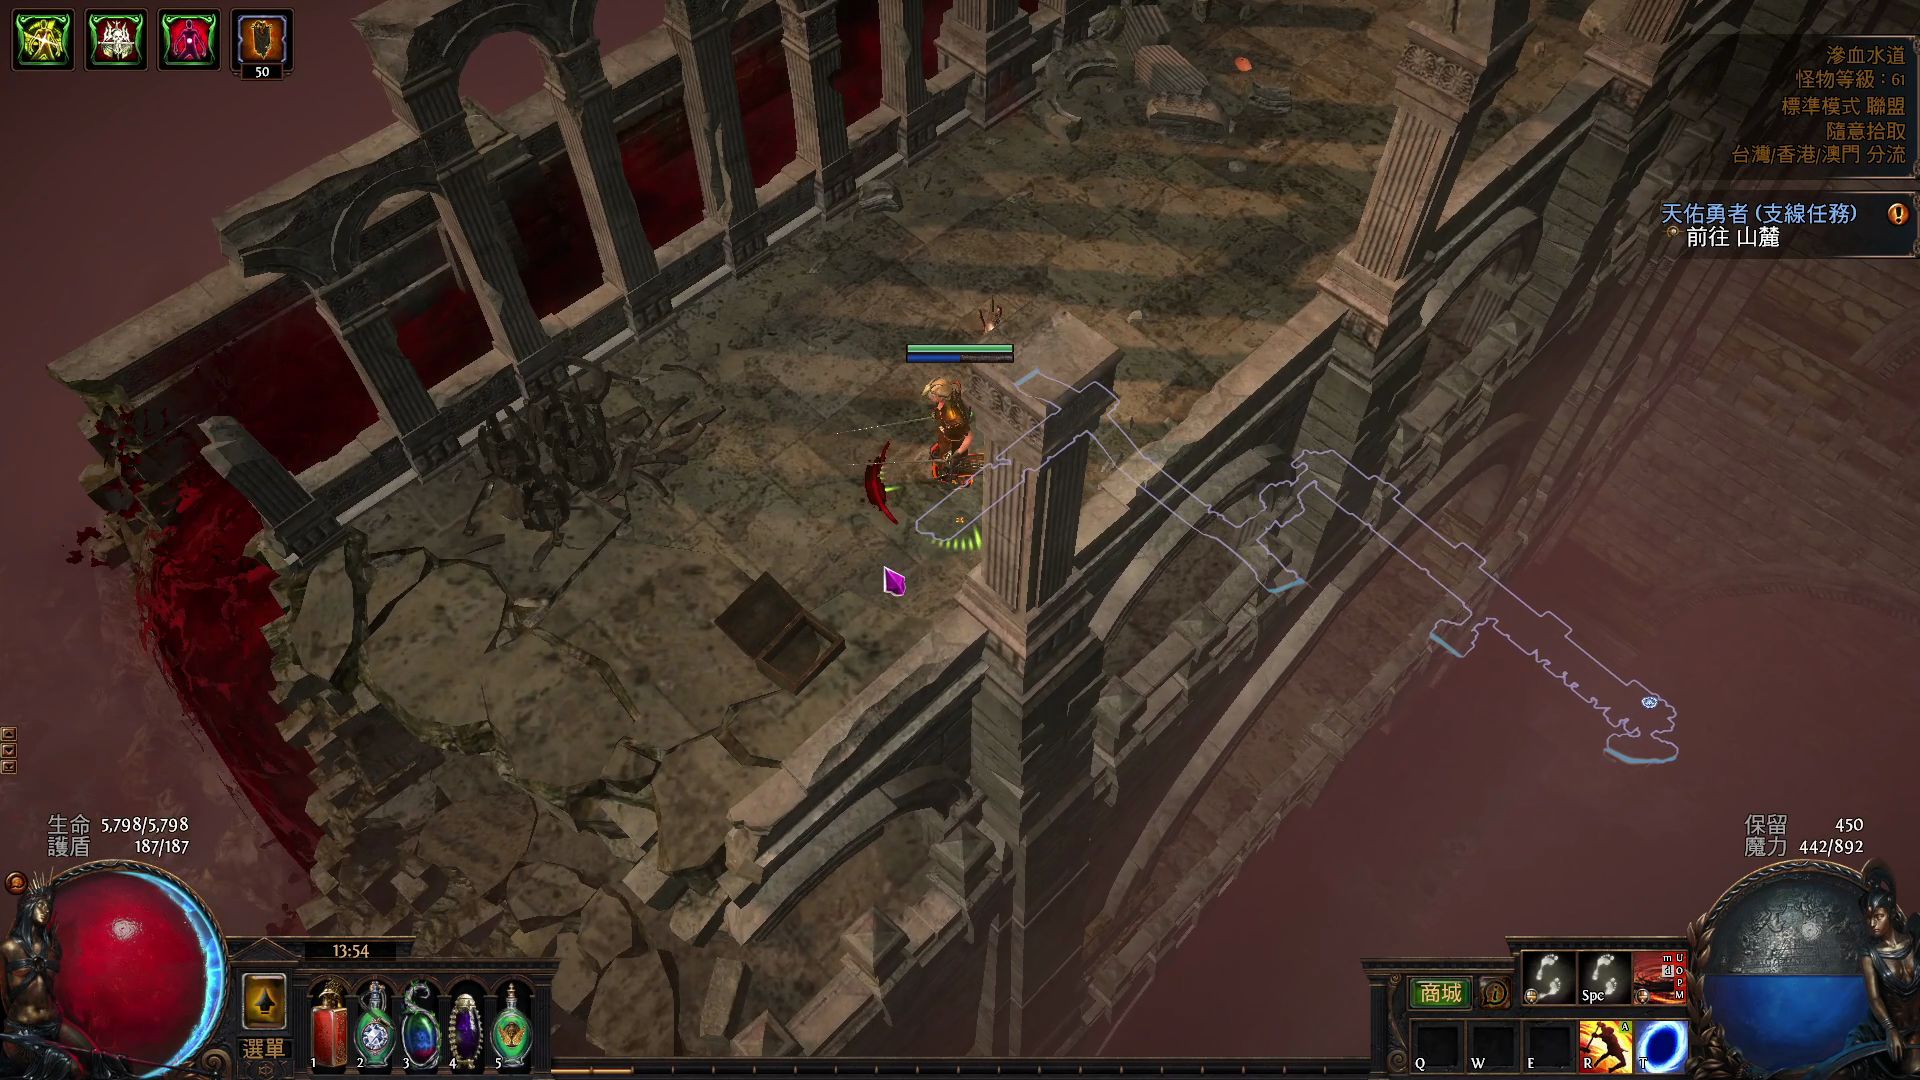 50
滲血水道
怪物等級：61
標準模式 聯盟
隨意拾取
台灣/香港/澳門 分流
天佑勇者 (支線任務)
前往 山麓
生命 5,798/5,798
護盾 187/187
保留 450
魔力 442/892
13:54
選單
1 2 3 4 5
商城
Spc
m U
d O
P
M
Q W E R A T